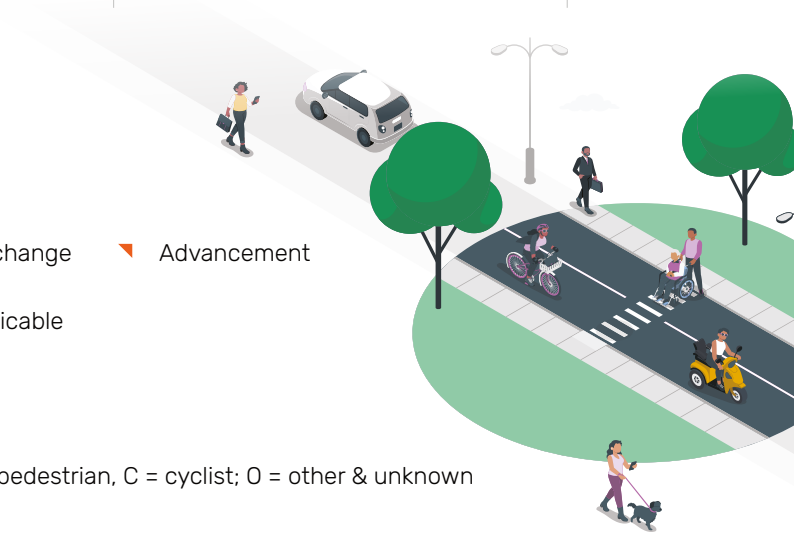 change Advancement
icable
pedestrian, C = cyclist; O = other & unknown